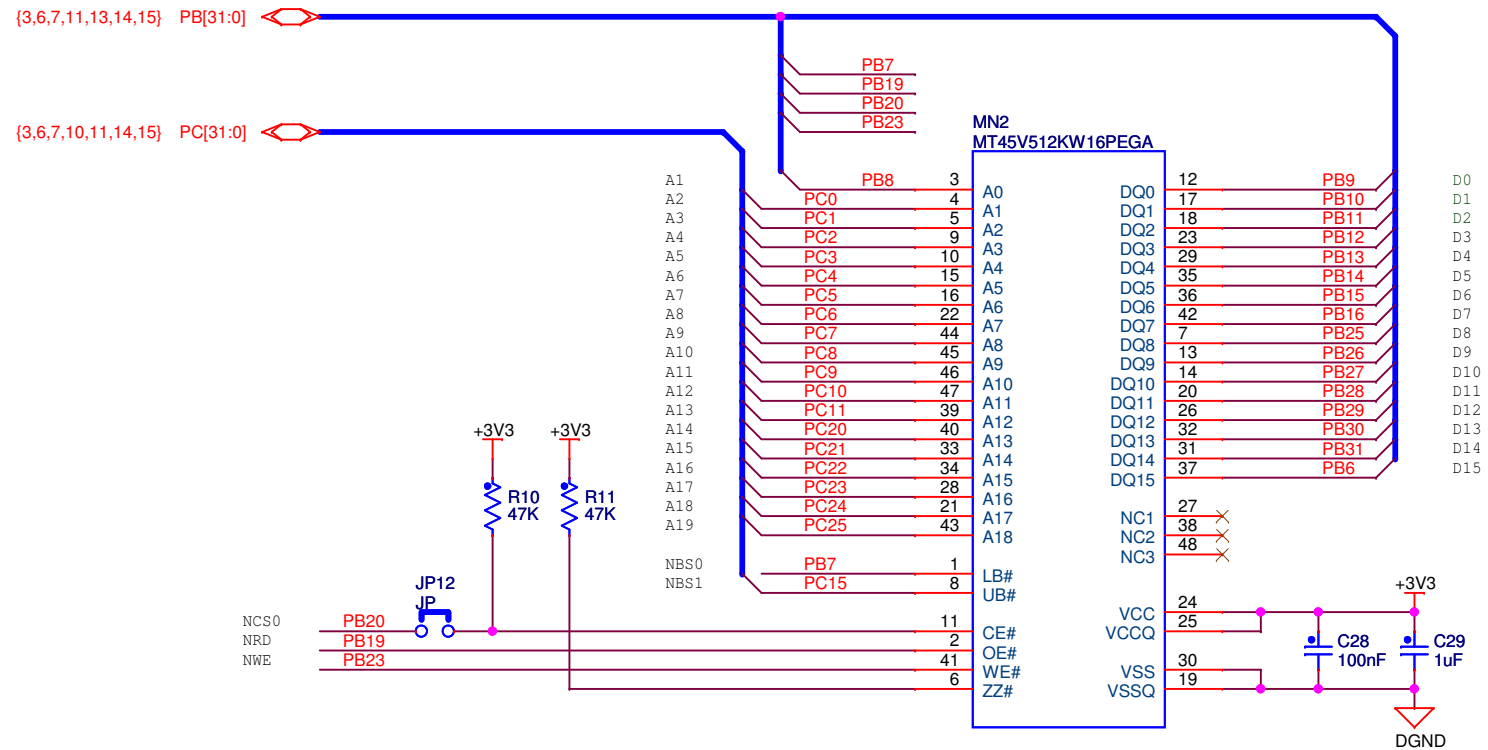 {3,6,7,11,13,14,15} PB[31:0]
PB7
PB19
PB20
PB23
{3,6,7,10,11,14,15} PC[31:0]
MN2
MT45V512KW16PEGA
A1 PB8 3 A0 DQ0 12 PB9 D0
A2 PC0 4 A1 DQ1 17 PB10 D1
A3 PC1 5 A2 DQ2 18 PB11 D2
A4 PC2 9 A3 DQ3 23 PB12 D3
A5 PC3 10 A4 DQ4 29 PB13 D4
A6 PC4 15 A5 DQ5 35 PB14 D5
A7 PC5 16 A6 DQ6 36 PB15 D6
A8 PC6 22 A7 DQ7 42 PB16 D7
A9 PC7 44 A8 DQ8 7 PB25 D8
A10 PC8 45 A9 DQ9 13 PB26 D9
A11 PC9 46 A10 DQ10 14 PB27 D10
A12 PC10 47 A11 DQ11 20 PB28 D11
A13 PC11 39 A12 DQ12 26 PB29 D12
A14 PC20 40 A13 DQ13 32 PB30 D13
A15 PC21 33 A14 DQ14 31 PB31 D14
A16 PC22 34 A15 DQ15 37 PB6 D15
A17 PC23 28 A16
A18 PC24 21 A17 NC1 27
A19 PC25 43 A18 NC2 38
NC3 48
+3V3 +3V3
R10 R11
47K 47K
NBS0 PB7 1 LB#
NBS1 PC15 8 UB#
JP12
JP
NCS0 PB20 11 CE#
NRD PB19 2 OE#
NWE PB23 41 WE#
6 ZZ#
+3V3
VCC 24
VCCQ 25
C28 C29
100nF 1uF
VSS 30
VSSQ 19
DGND